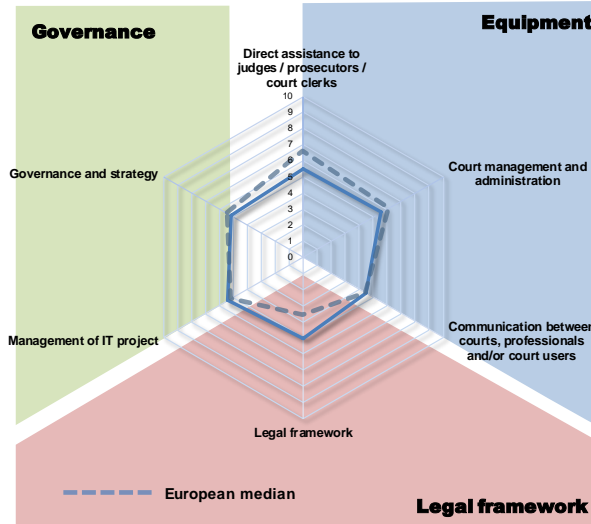 Governance
Equipment
Direct assistance to
judges / prosecutors /
court clerks
10
9
8
7
6
5
4
3
2
1
0
Governance and strategy
Court management and
administration
Management of IT project
Communication between
courts, professionals
and/or court users
Legal framework
European median
Legal framework